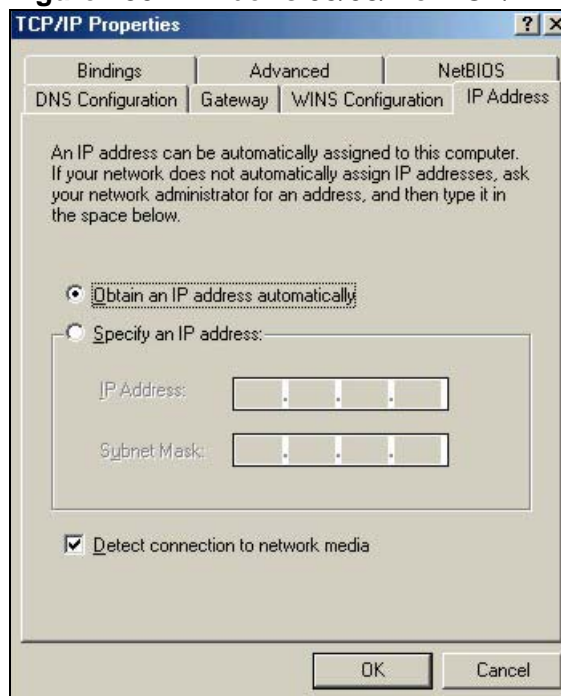 TCP/IP Properties
Bindings Advanced NetBIOS
DNS Configuration Gateway WINS Configuration IP Address
An IP address can be automatically assigned to this computer.
If your network does not automatically assign IP addresses, ask
your network administrator for an address, and then type it in
the space below.
Obtain an IP address automatically
Specify an IP address:
IP Address:
Subnet Mask:
Detect connection to network media
OK Cancel